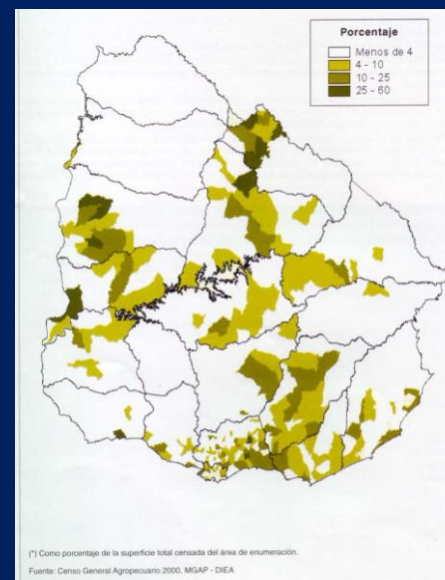 Porcentaje
Menos de 4
4 - 10
10 - 25
25 - 60
(*) Como porcentaje de la superficie total censada del área de enumeración.
Fuente: Censo General Agropecuario 2000. MGAP - DIEA